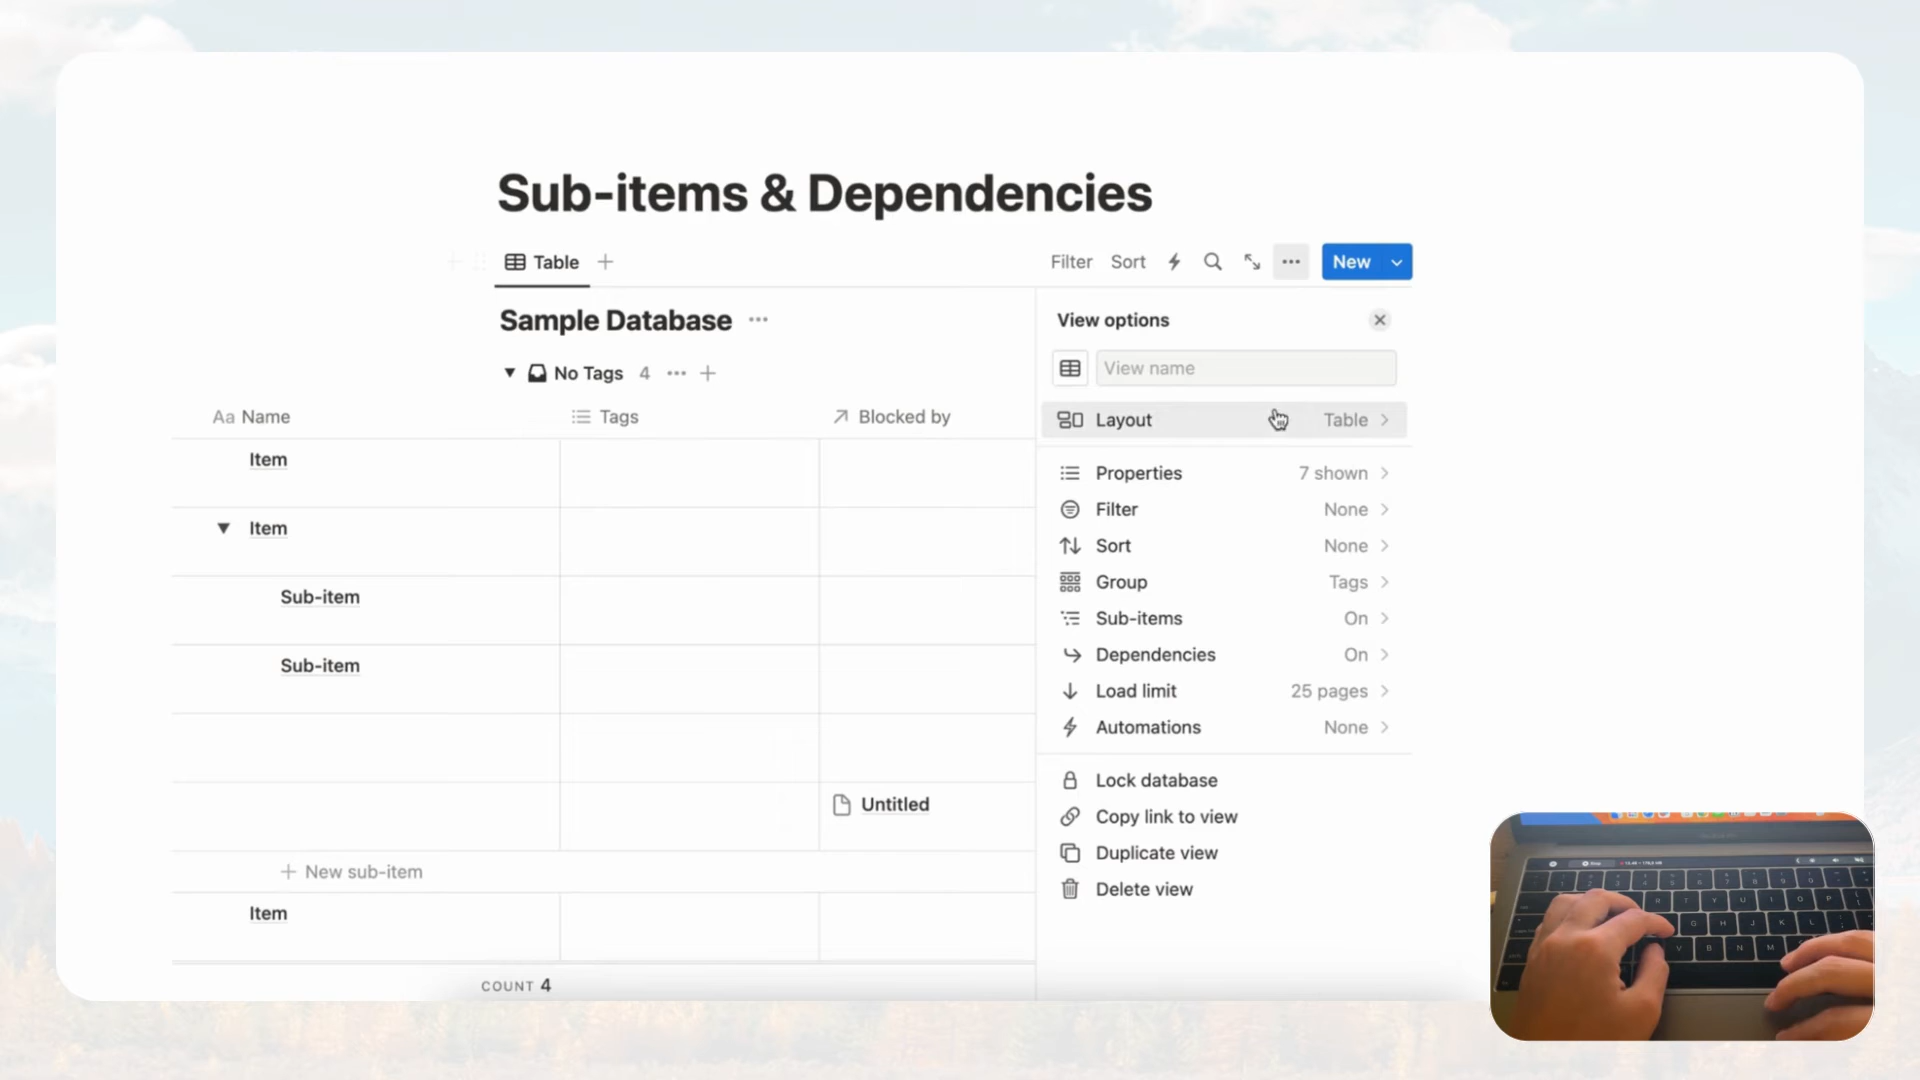 Sub-items & Dependencies
Table
Filter Sort New
Sample Database
No Tags 4
Aa Name Tags Blocked by
Item
Item
Sub-item
Sub-item
Untitled
New sub-item
Item
COUNT 4
View options
View name
Layout Table
Properties 7 shown
Filter None
Sort None
Group Tags
Sub-items On
Dependencies On
Load limit 25 pages
Automations None
Lock database
Copy link to view
Duplicate view
Delete view
R T Y U I O P
G H J K L
V B N M